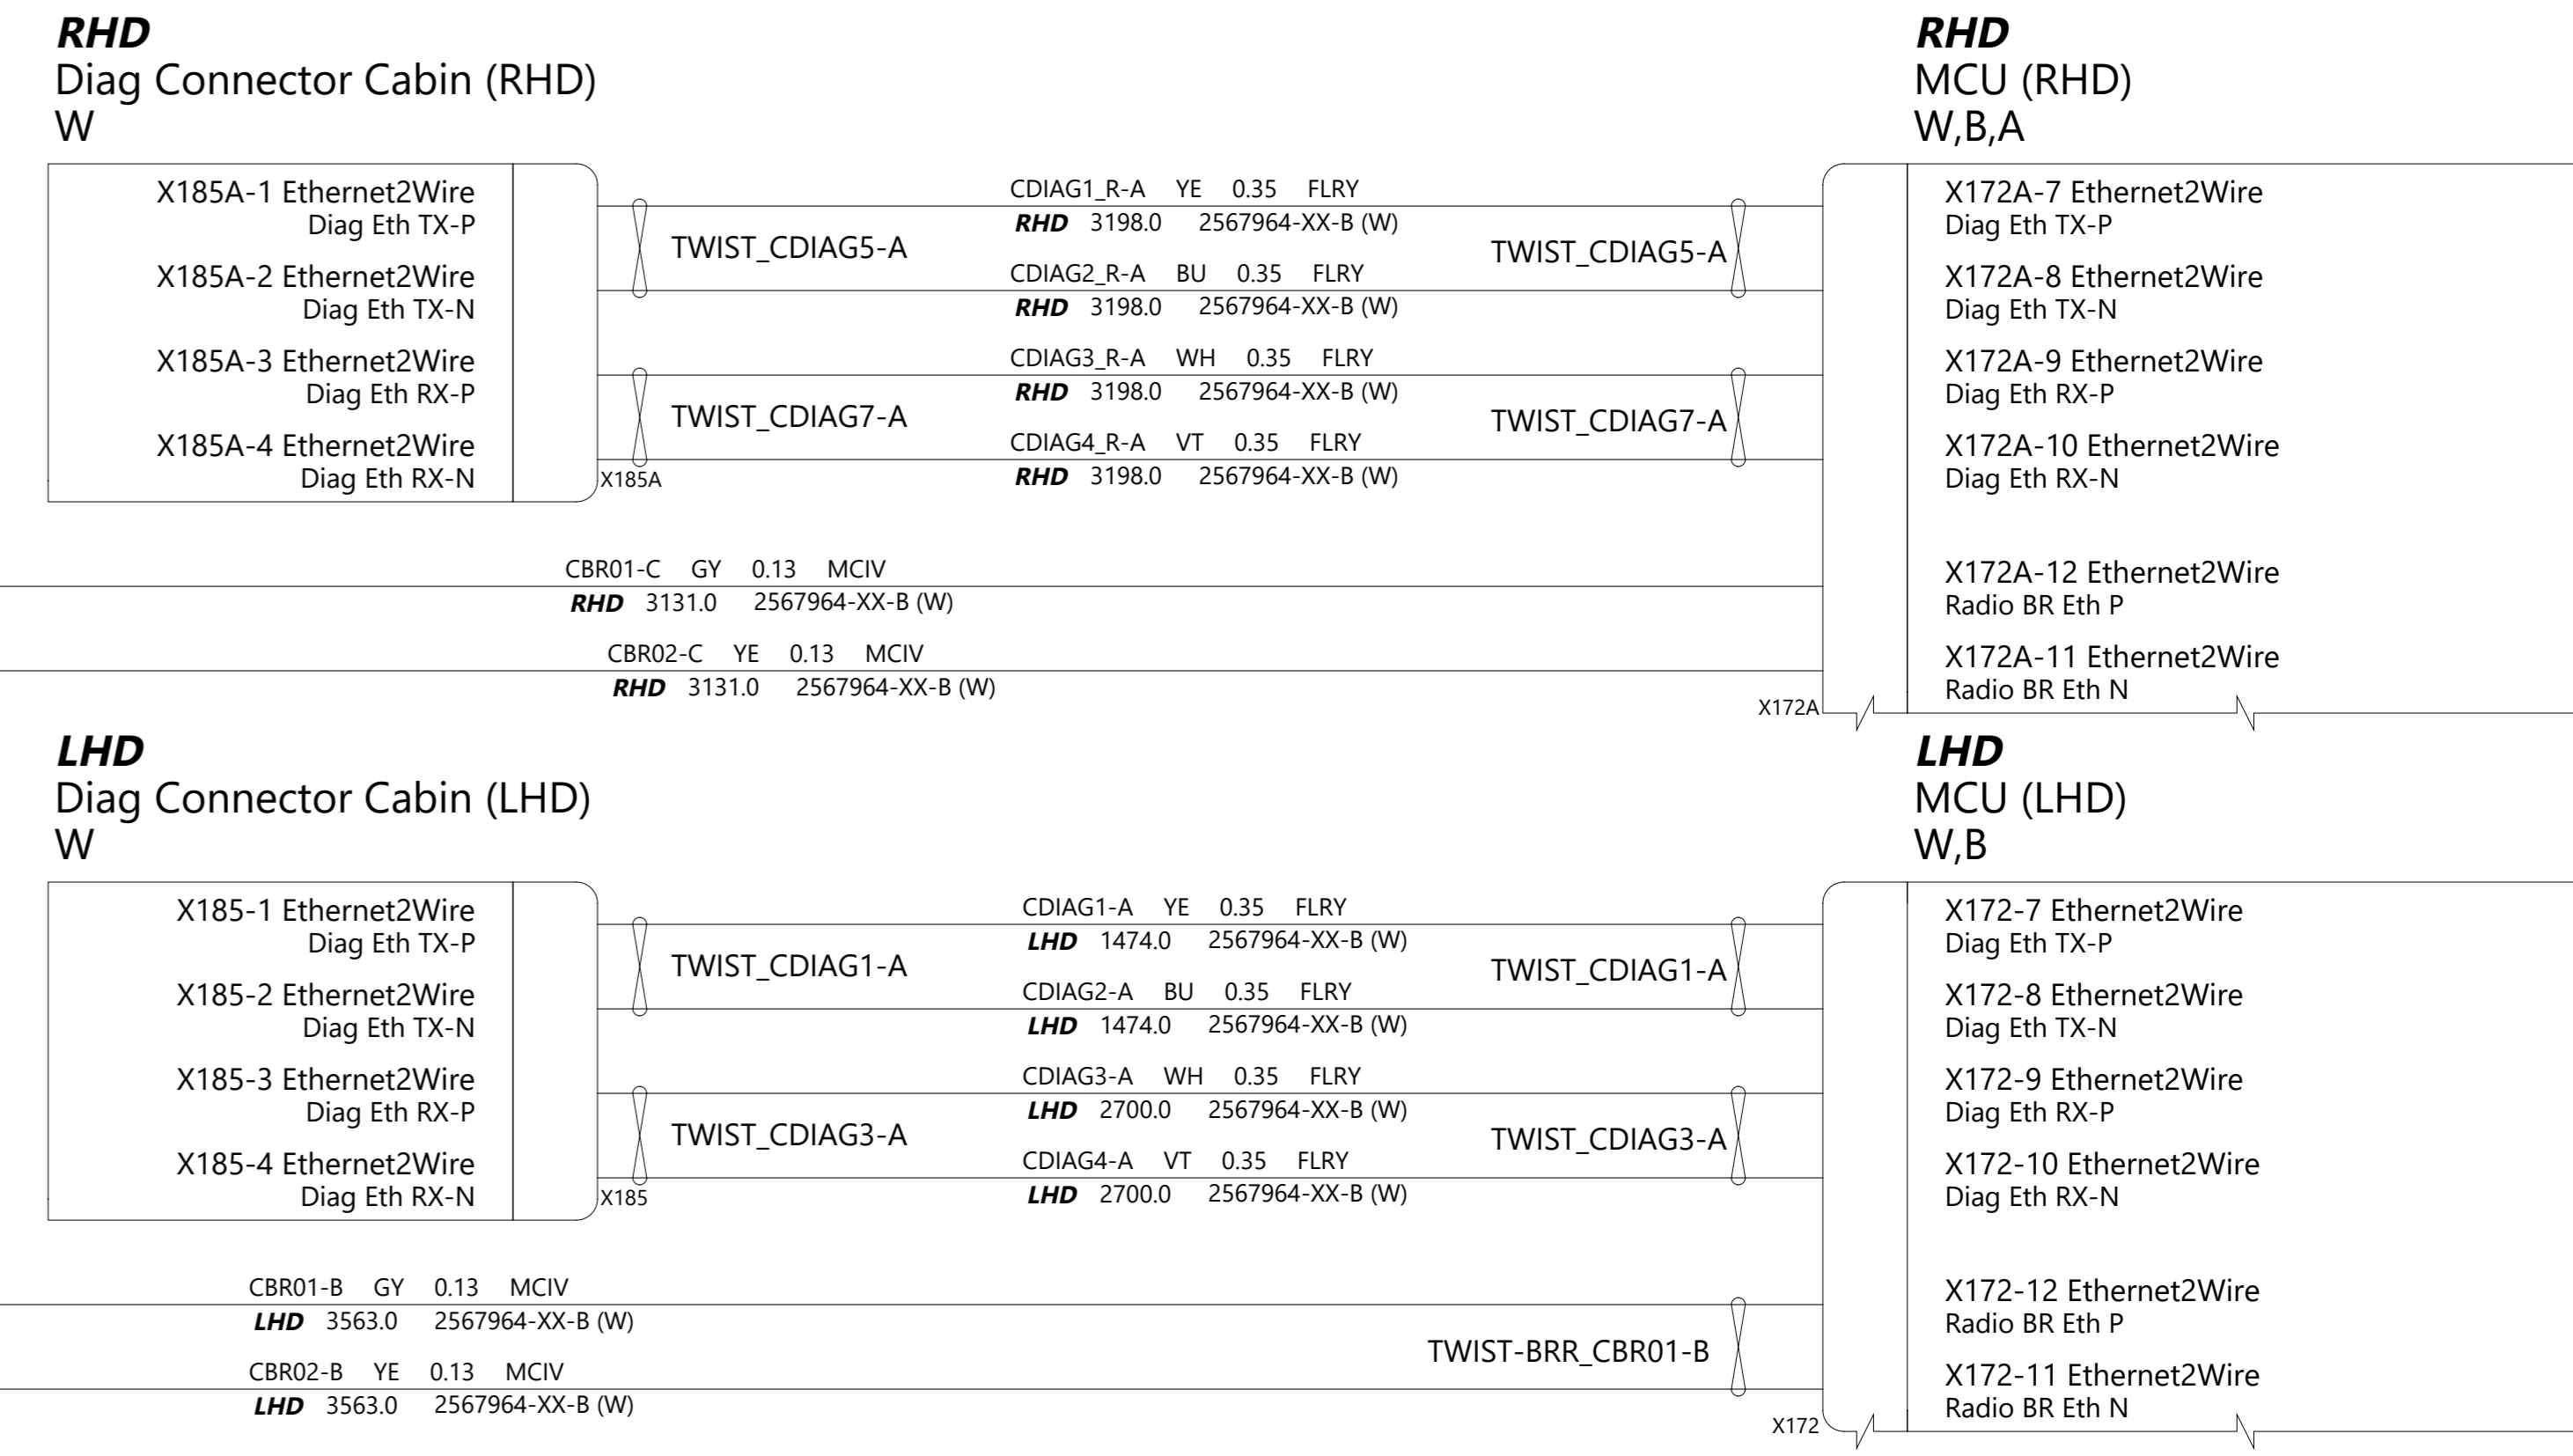 RHD
Diag Connector Cabin (RHD)
W
RHD
MCU (RHD)
W,B,A
X185A-1 Ethernet2Wire
Diag Eth TX-P
X185A-2 Ethernet2Wire
Diag Eth TX-N
X185A-3 Ethernet2Wire
Diag Eth RX-P
X185A-4 Ethernet2Wire
Diag Eth RX-N
X185A
TWIST_CDIAG5-A
TWIST_CDIAG7-A
CDIAG1_R-A YE 0.35 FLRY
RHD 3198.0 2567964-XX-B (W)
CDIAG2_R-A BU 0.35 FLRY
RHD 3198.0 2567964-XX-B (W)
CDIAG3_R-A WH 0.35 FLRY
RHD 3198.0 2567964-XX-B (W)
CDIAG4_R-A VT 0.35 FLRY
RHD 3198.0 2567964-XX-B (W)
TWIST_CDIAG5-A
TWIST_CDIAG7-A
X172A-7 Ethernet2Wire
Diag Eth TX-P
X172A-8 Ethernet2Wire
Diag Eth TX-N
X172A-9 Ethernet2Wire
Diag Eth RX-P
X172A-10 Ethernet2Wire
Diag Eth RX-N
CBR01-C GY 0.13 MCIV
RHD 3131.0 2567964-XX-B (W)
CBR02-C YE 0.13 MCIV
RHD 3131.0 2567964-XX-B (W)
X172A-12 Ethernet2Wire
Radio BR Eth P
X172A-11 Ethernet2Wire
Radio BR Eth N
X172A
LHD
Diag Connector Cabin (LHD)
W
LHD
MCU (LHD)
W,B
X185-1 Ethernet2Wire
Diag Eth TX-P
X185-2 Ethernet2Wire
Diag Eth TX-N
X185-3 Ethernet2Wire
Diag Eth RX-P
X185-4 Ethernet2Wire
Diag Eth RX-N
X185
TWIST_CDIAG1-A
TWIST_CDIAG3-A
CDIAG1-A YE 0.35 FLRY
LHD 1474.0 2567964-XX-B (W)
CDIAG2-A BU 0.35 FLRY
LHD 1474.0 2567964-XX-B (W)
CDIAG3-A WH 0.35 FLRY
LHD 2700.0 2567964-XX-B (W)
CDIAG4-A VT 0.35 FLRY
LHD 2700.0 2567964-XX-B (W)
TWIST_CDIAG1-A
TWIST_CDIAG3-A
X172-7 Ethernet2Wire
Diag Eth TX-P
X172-8 Ethernet2Wire
Diag Eth TX-N
X172-9 Ethernet2Wire
Diag Eth RX-P
X172-10 Ethernet2Wire
Diag Eth RX-N
CBR01-B GY 0.13 MCIV
LHD 3563.0 2567964-XX-B (W)
CBR02-B YE 0.13 MCIV
LHD 3563.0 2567964-XX-B (W)
TWIST-BRR_CBR01-B
X172-12 Ethernet2Wire
Radio BR Eth P
X172-11 Ethernet2Wire
Radio BR Eth N
X172